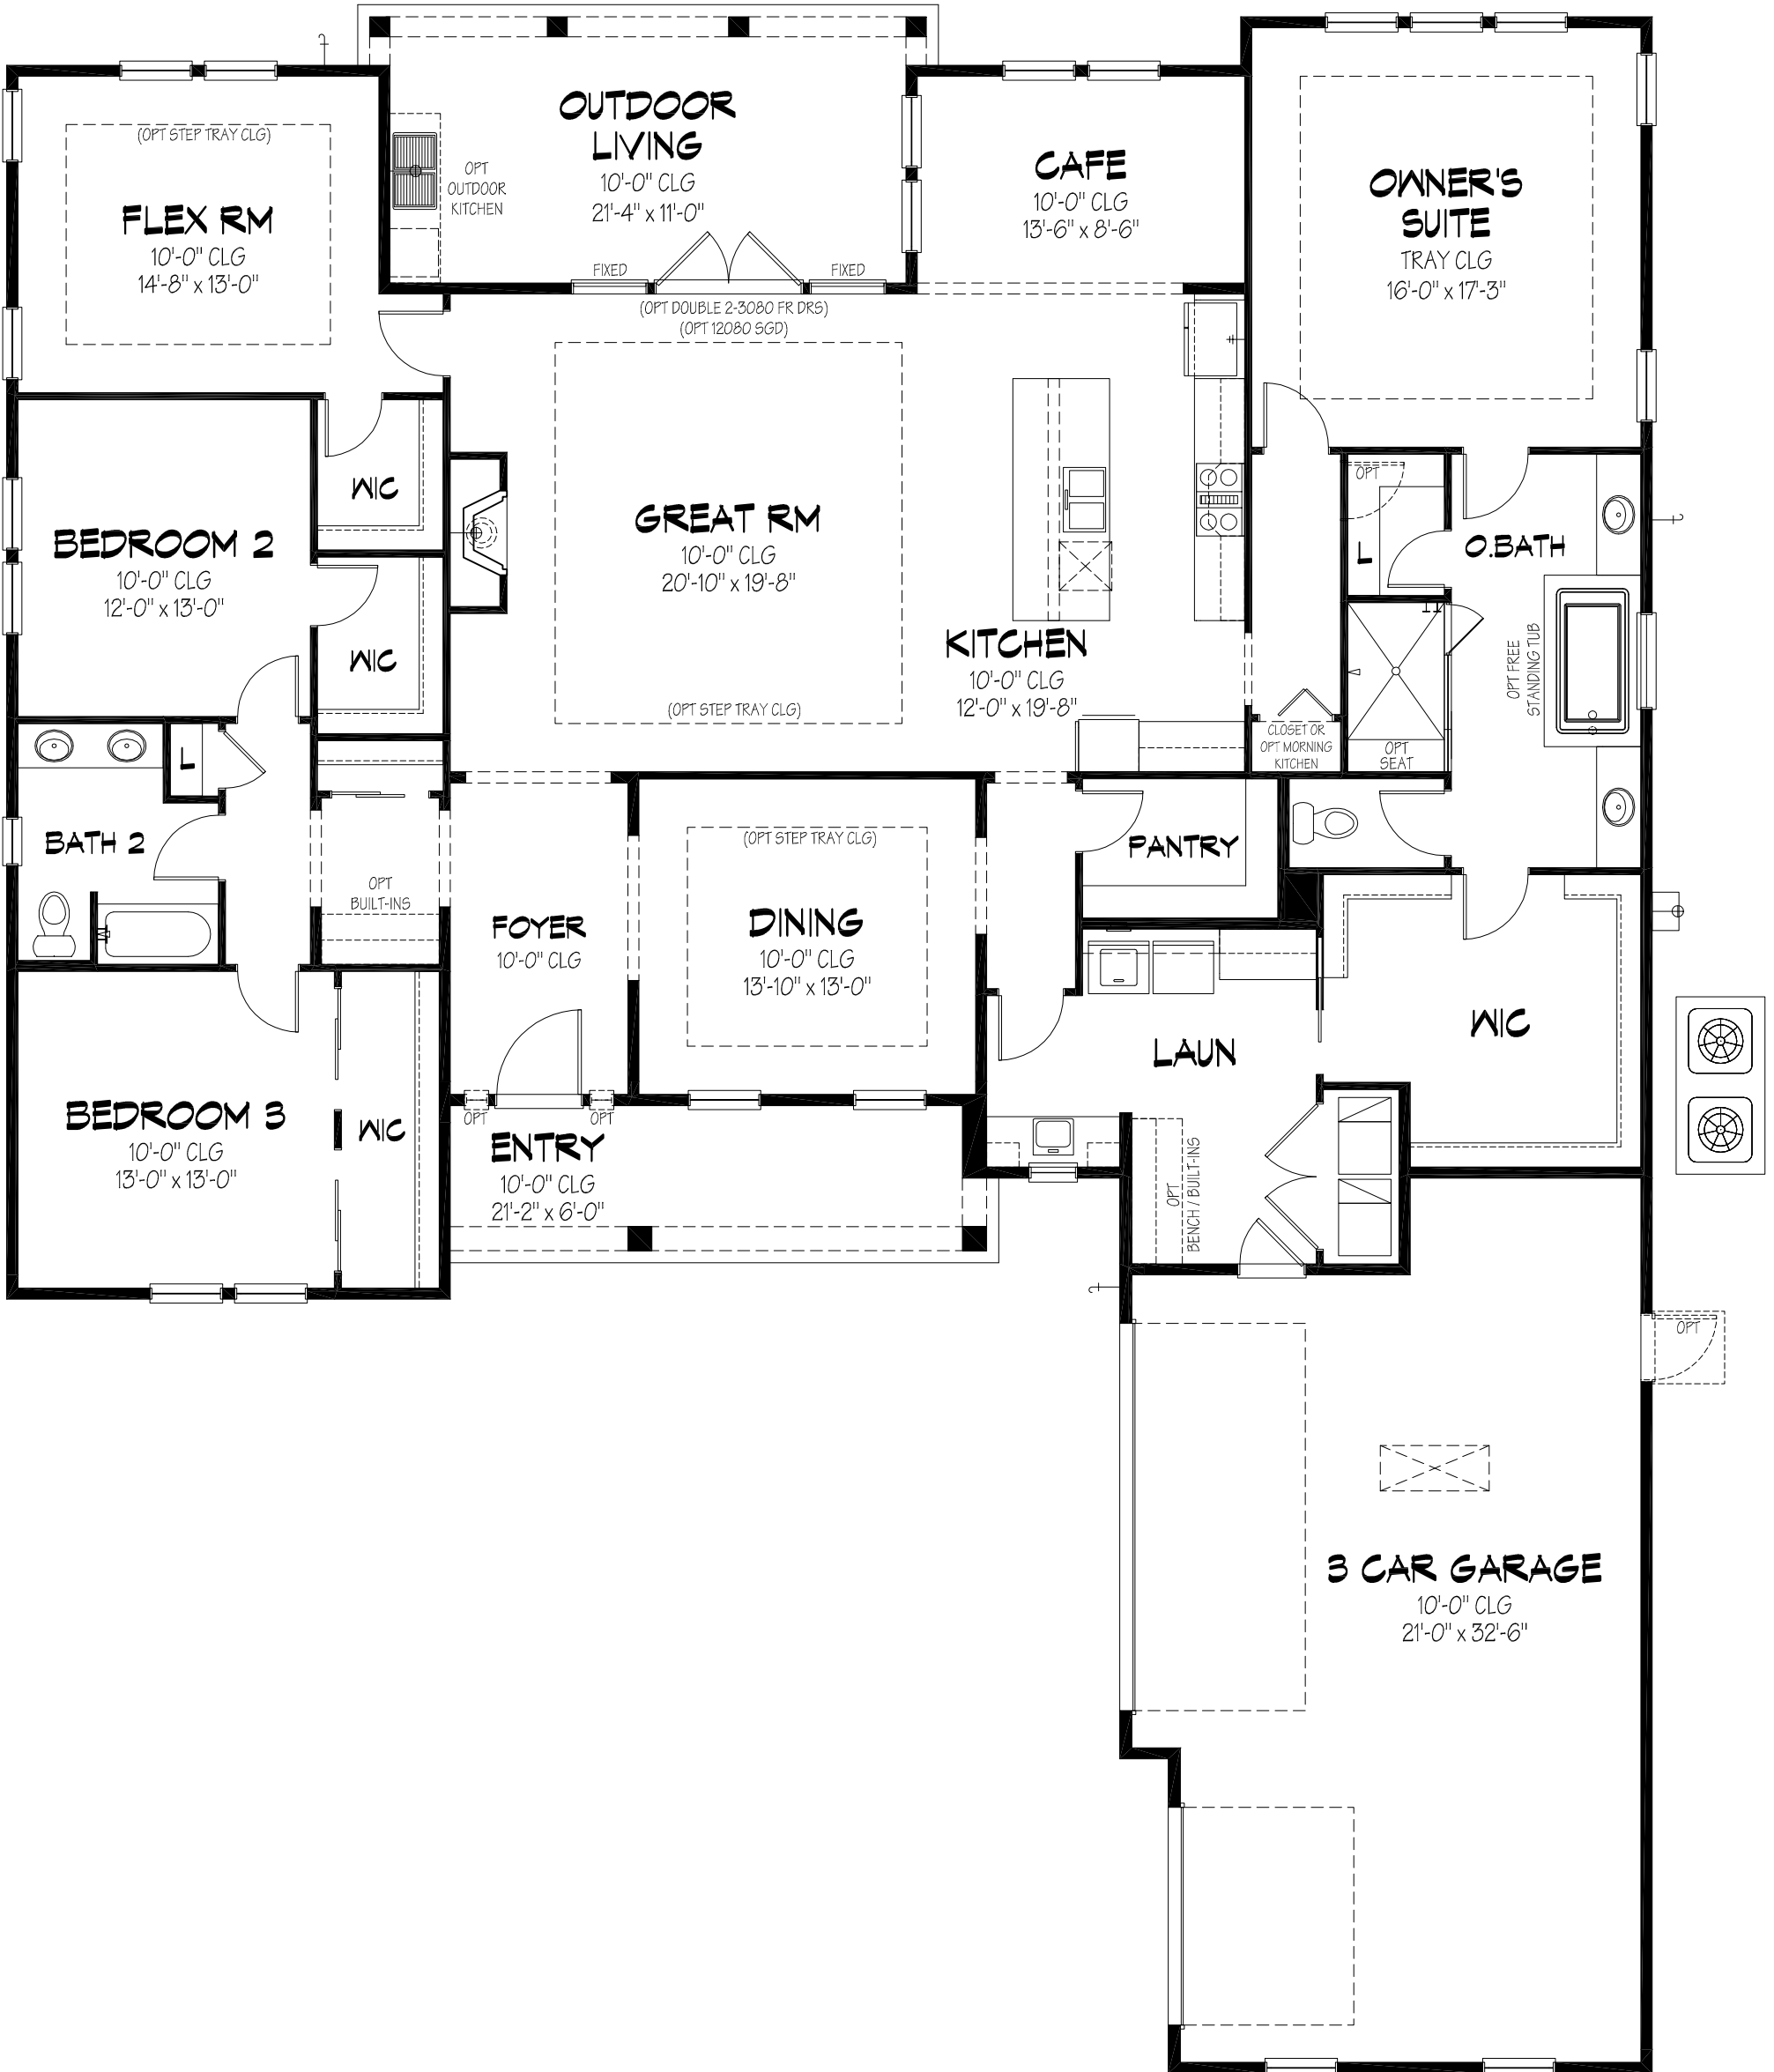 OUTDOOR
LIVING
10'-0" CLG
21'-4" x 11'-0"
OPT
OUTDOOR
KITCHEN
FIXED
FIXED
(OPT DOUBLE 2-3080 FR DRS)
(OPT 12080 SGD)
CAFE
10'-0" CLG
13'-6" x 8'-6"
OWNER'S
SUITE
TRAY CLG
16'-0" x 17'-3"
(OPT STEP TRAY CLG)
FLEX RM
10'-0" CLG
14'-8" x 13'-0"
WIC
BEDROOM 2
10'-0" CLG
12'-0" x 13'-0"
WIC
GREAT RM
10'-0" CLG
20'-10" x 19'-8"
(OPT STEP TRAY CLG)
KITCHEN
10'-0" CLG
12'-0" x 19'-8"
OPT
L
O.BATH
OPT FREE
STANDING TUB
CLOSET OR
OPT MORNING
KITCHEN
OPT
SEAT
L
BATH 2
OPT
BUILT-INS
FOYER
10'-0" CLG
(OPT STEP TRAY CLG)
DINING
10'-0" CLG
13'-10" x 13'-0"
PANTRY
WIC
LAUN
BEDROOM 3
10'-0" CLG
13'-0" x 13'-0"
WIC
OPT
OPT
ENTRY
10'-0" CLG
21'-2" x 6'-0"
OPT
BENCH / BUILT-INS
OPT
3 CAR GARAGE
10'-0" CLG
21'-0" x 32'-6"